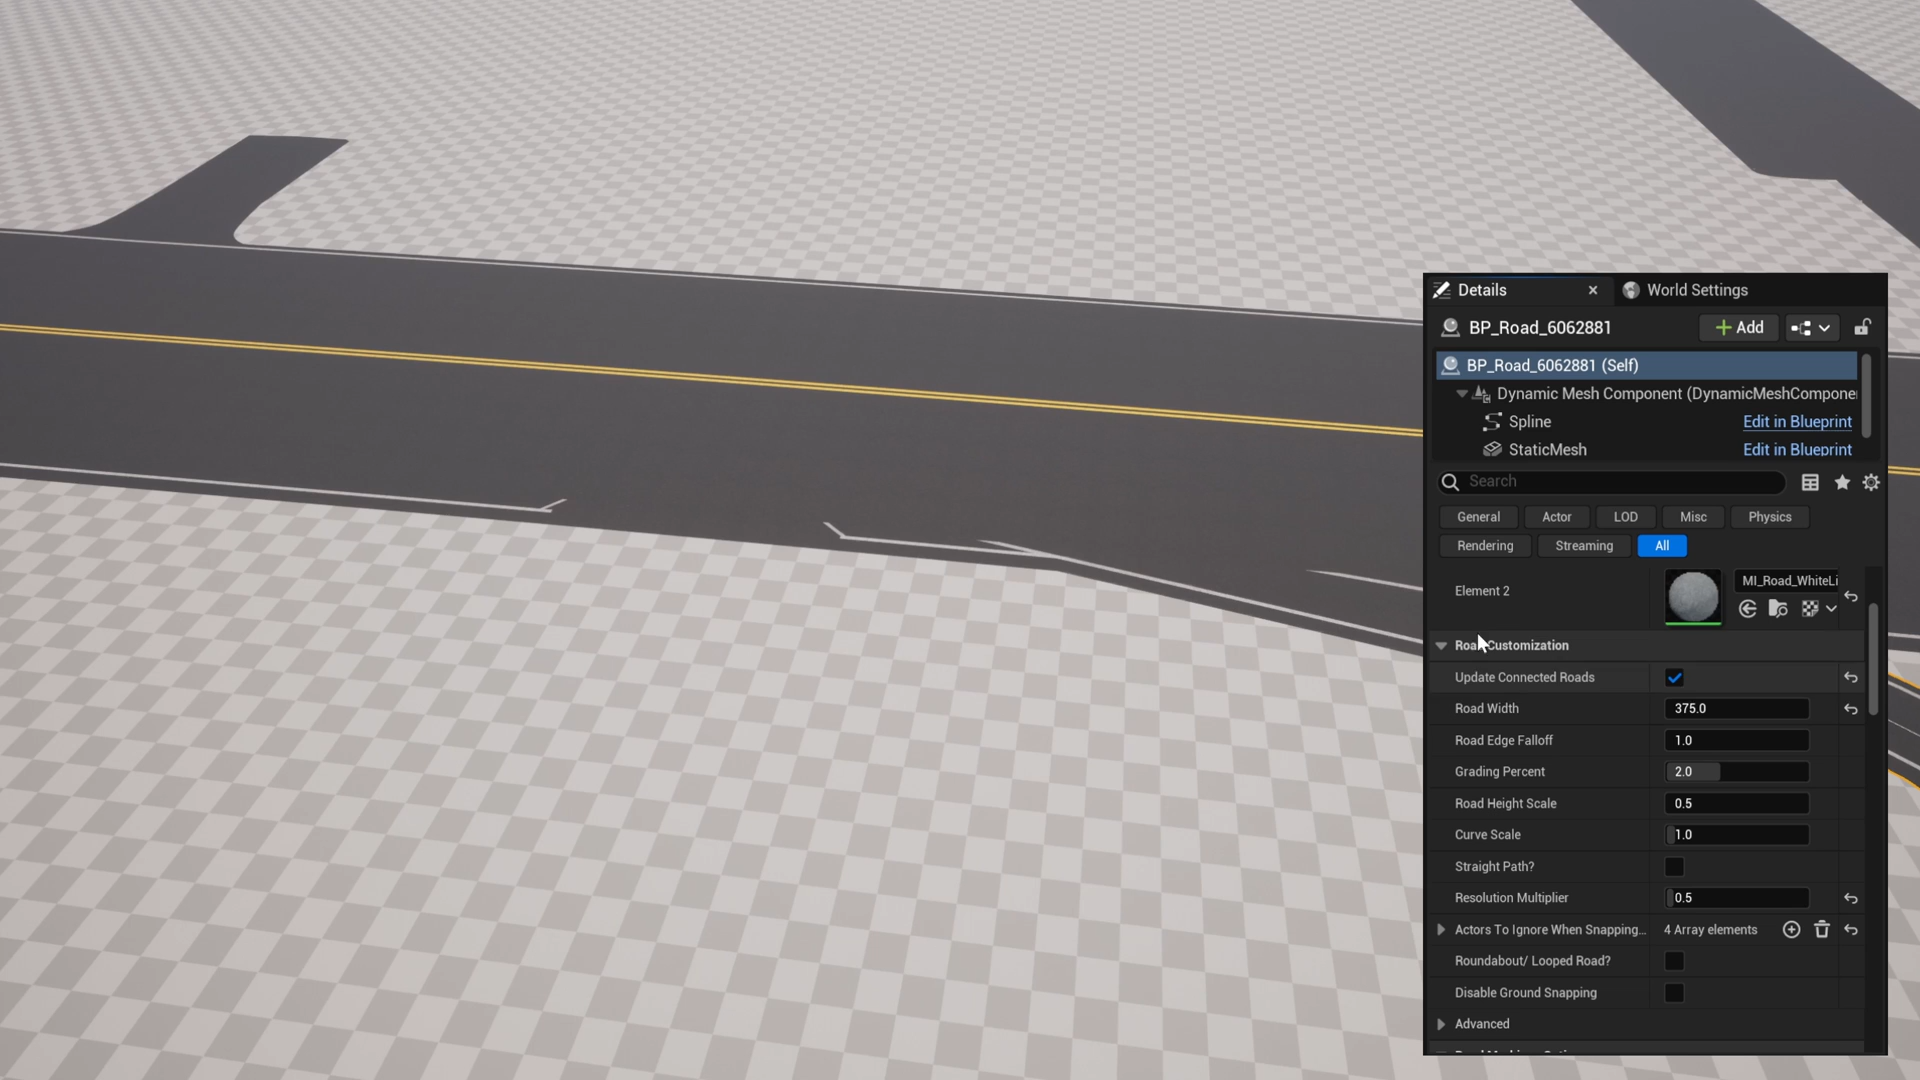 Details
World Settings
BP_Road_6062881
Add
BP_Road_6062881 (Self)
Dynamic Mesh Component (DynamicMeshCompone
Spline Edit in Blueprint
StaticMesh Edit in Blueprint
Search
General Actor LOD Misc Physics
Rendering Streaming All
Element 2 MI_Road_WhiteLi
Customization
Update Connected Roads
Road Width 375.0
Road Edge Falloff 1.0
Grading Percent 2.0
Road Height Scale 0.5
Curve Scale 1.0
Straight Path?
Resolution Multiplier 0.5
Actors To Ignore When Snapping... 4 Array elements
Roundabout/ Looped Road?
Disable Ground Snapping
Advanced